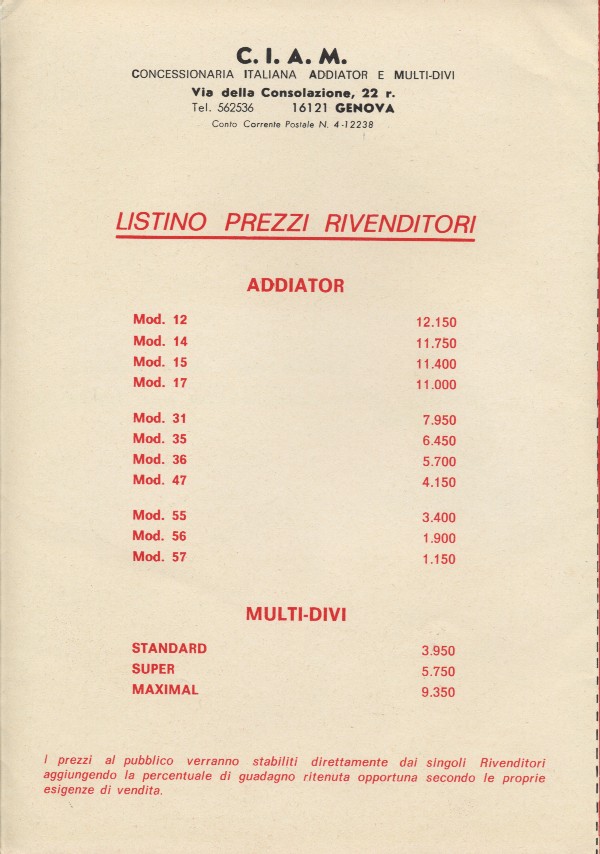 C. I. A. M.
CONCESSIONARIA ITALIANA ADDIATOR E MULTI-DIVI
Via della Consolazione, 22 r.
Tel. 562536 16121 GENOVA
Conto Corrente Postale N. 4-12238
LISTINO PREZZI RIVENDITORI
ADDIATOR
Mod. 12 12.150
Mod. 14 11.750
Mod. 15 11.400
Mod. 17 11.000
Mod. 31 7.950
Mod. 35 6.450
Mod. 36 5.700
Mod. 47 4.150
Mod. 55 3.400
Mod. 56 1.900
Mod. 57 1.150
MULTI-DIVI
STANDARD 3.950
SUPER 5.750
MAXIMAL 9.350
I prezzi al pubblico verranno stabiliti direttamente dai singoli Rivenditori
aggiungendo la percentuale di guadagno ritenuta opportuna secondo le proprie
esigenze di vendita.